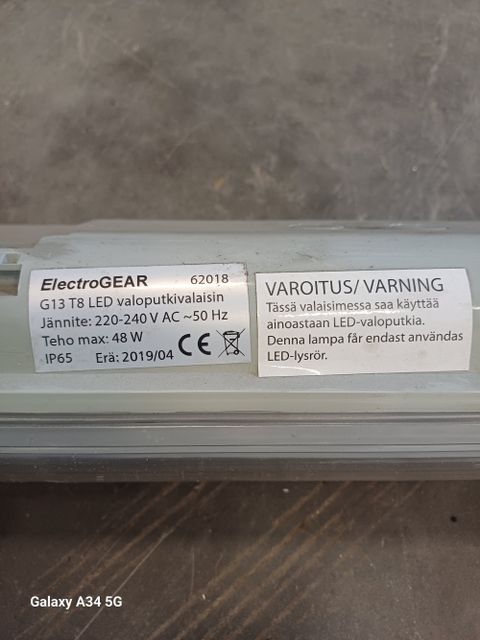 ElectroGEAR 62018
G13 T8 LED valoputkivalaisin
Jännite: 220-240 V AC ~50 Hz
Teho max: 48 W
IP65 Erä: 2019/04 CE
VAROITUS/ VARNING
Tässä valaisimessa saa käyttää
ainoastaan LED-valoputkia.
Denna lampa får endast användas
LED-lysrör.
Galaxy A34 5G